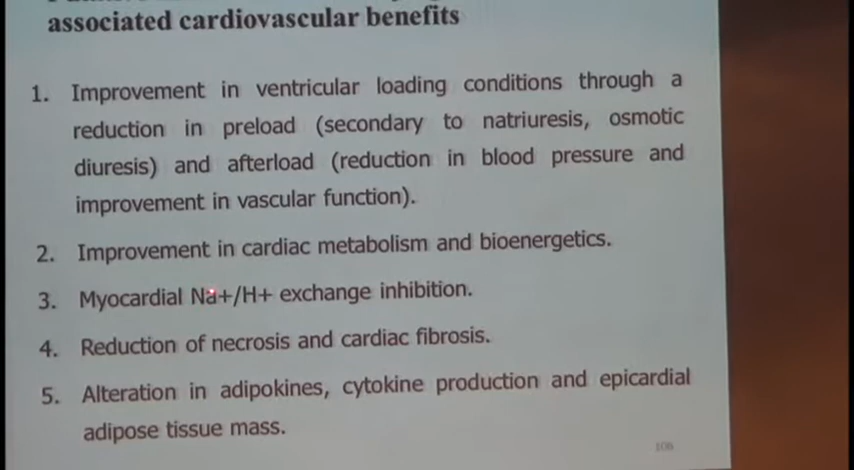 associated cardiovascular benefits
1. Improvement in ventricular loading conditions through a
reduction in preload (secondary to natriuresis, osmotic
diuresis) and afterload (reduction in blood pressure and
improvement in vascular function).
2. Improvement in cardiac metabolism and bioenergetics.
3. Myocardial Na+/H+ exchange inhibition.
4. Reduction of necrosis and cardiac fibrosis.
5. Alteration in adipokines, cytokine production and epicardial
adipose tissue mass.